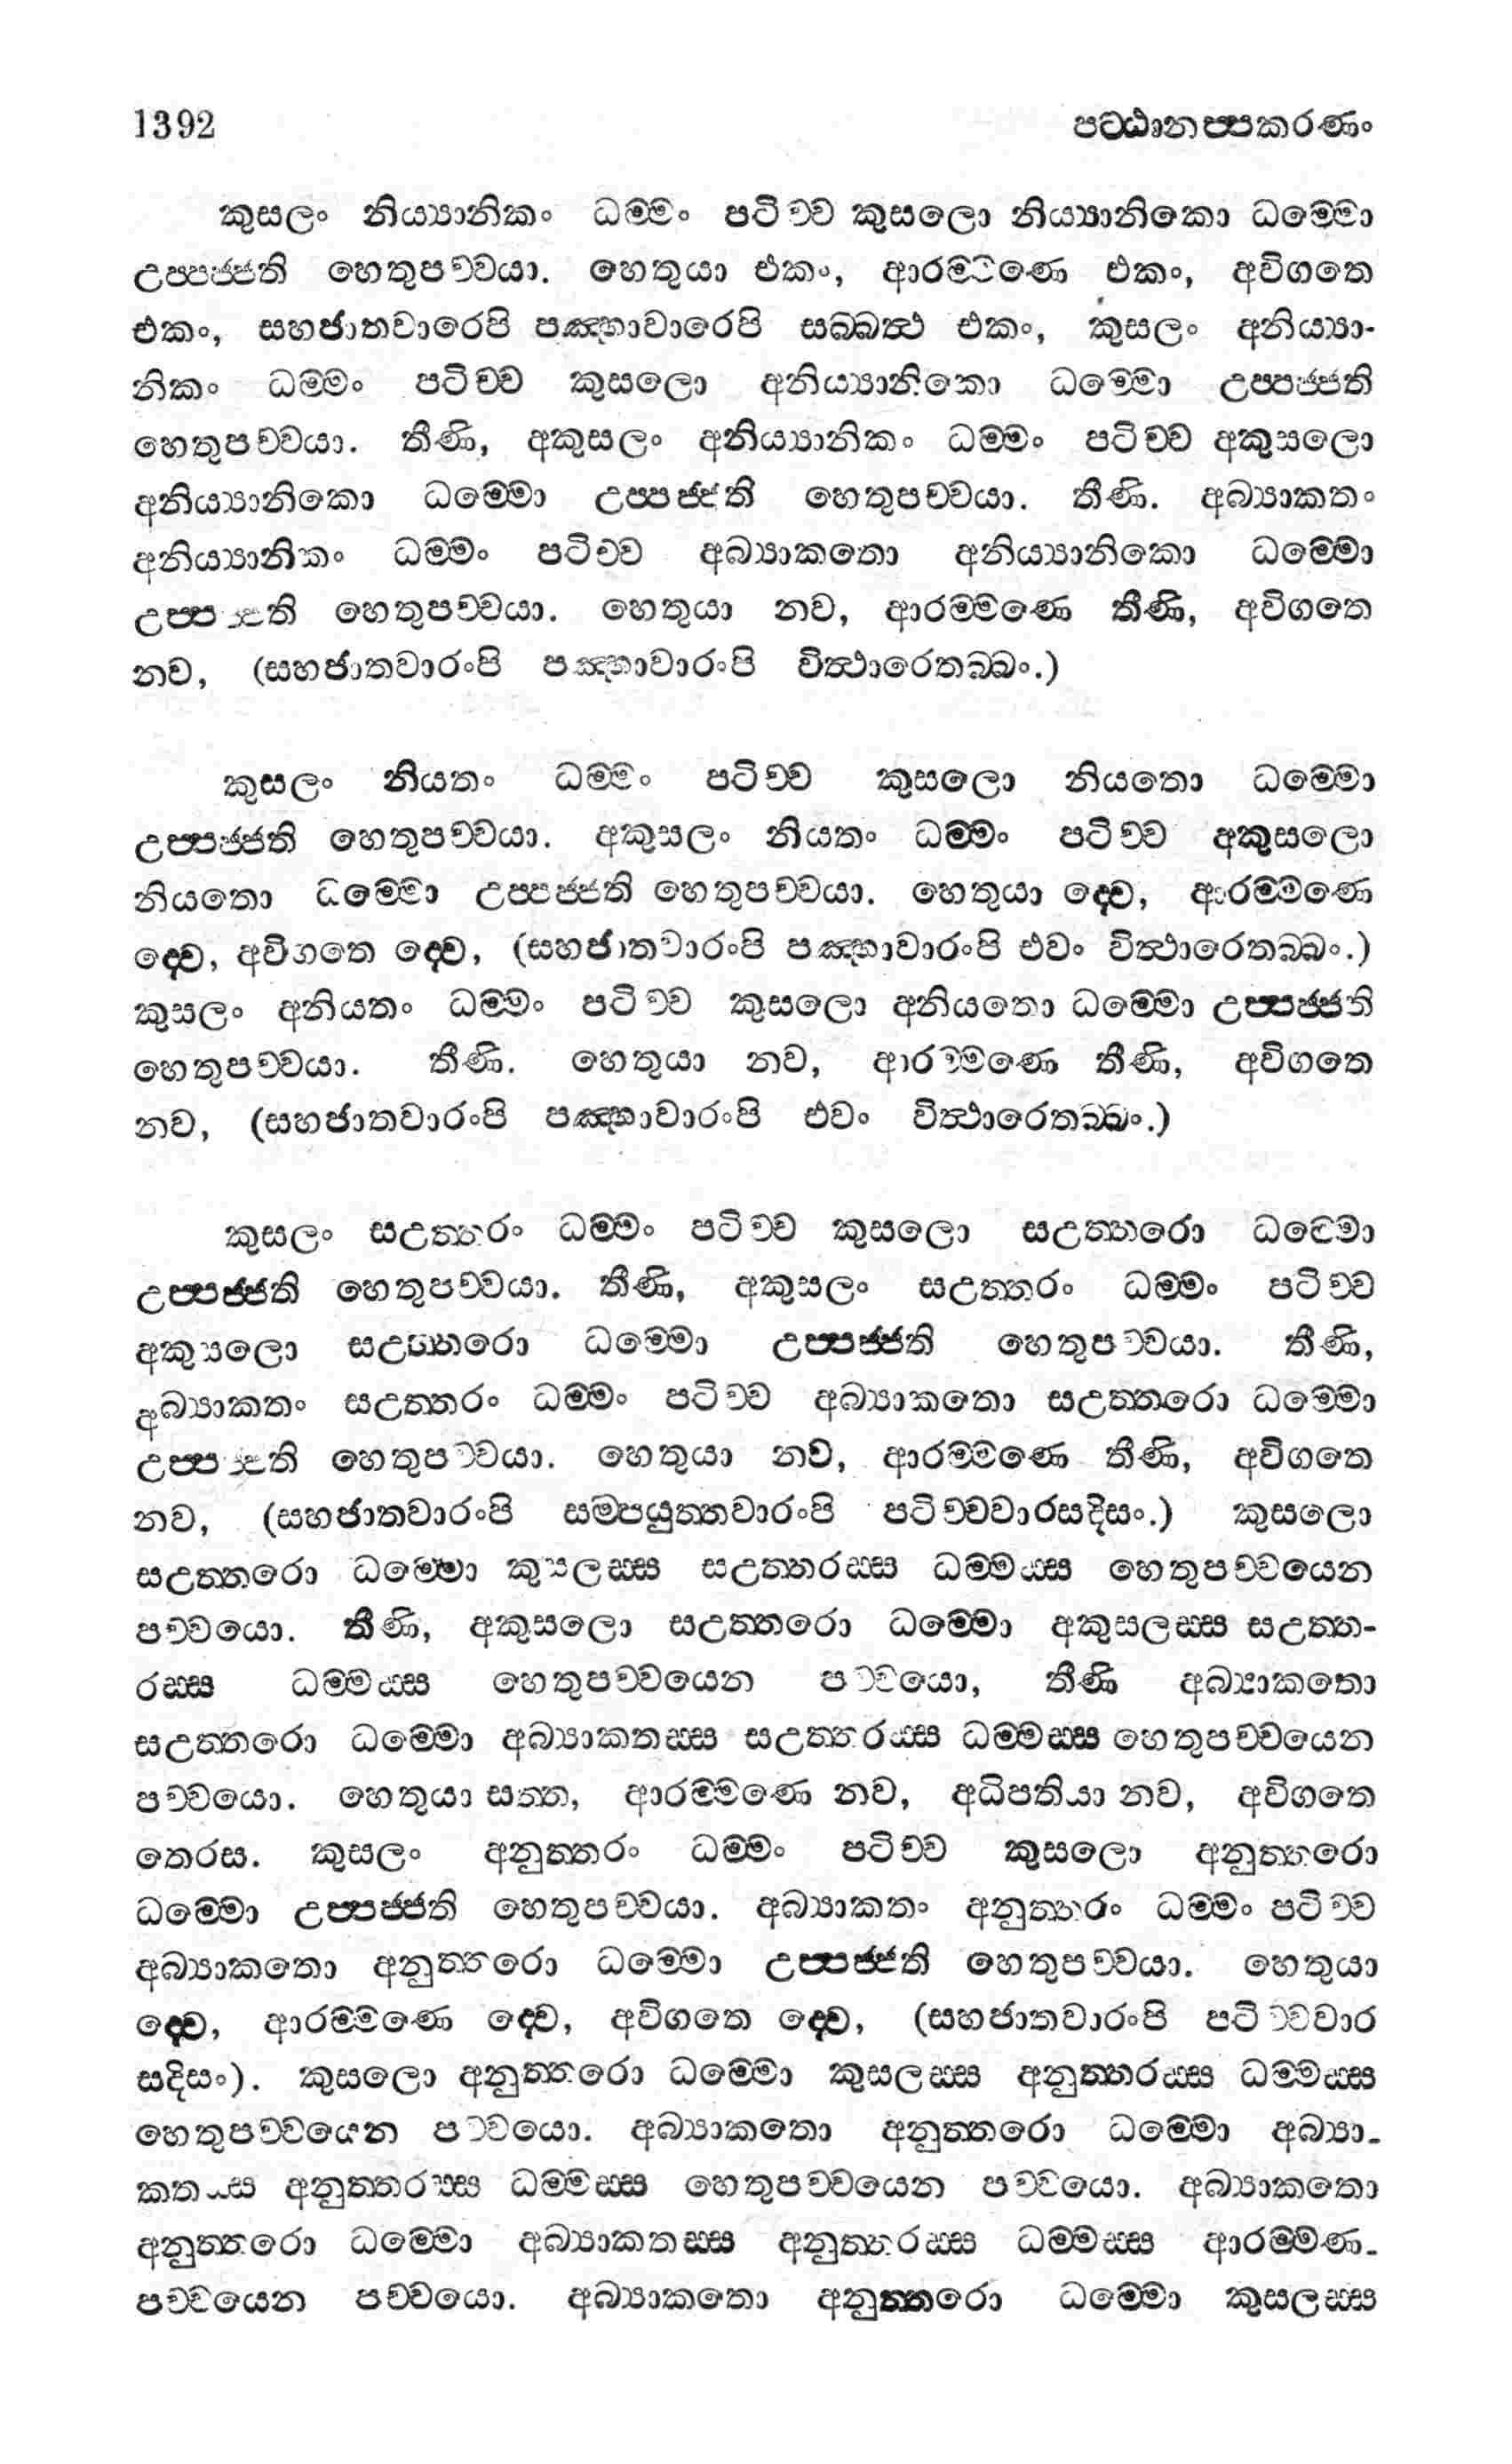 1392 පට්ඨානප්පකරණං
කුසලං නිය්‍යානිකං ධම්මං පටිච්ච කුසලො නිය්‍යානිකො ධම්මො
උප්පජ්ජති හෙතුපච්චයා. හෙතුයා එකං, ආරම්මණෙ එකං, අවිගතෙ
එකං, සහජාතවාරෙපි පඤ්හාවාරෙපි සබ්බත්‍ථ එකං, කුසලං අනිය්‍යා-
නිකං ධම්මං පටිච්ච කුසලො අනිය්‍යානිකො ධම්මො උප්පජ්ජති
හෙතුපච්චයා. තීණි, අකුසලං අනිය්‍යානිකං ධම්මං පටිච්ච අකුසලො
අනිය්‍යානිකො ධම්මො උප්පජ්ජති හෙතුපච්චයා. තීණි. අබ්‍යාකතං
අනිය්‍යානිකං ධම්මං පටිච්ච අබ්‍යාකතො අනිය්‍යානිකො ධම්මො
උප්පජ්ජති හෙතුපච්චයා. හෙතුයා නව, ආරම්මණෙ තීණි, අවිගතෙ
නව, (සහජාතවාරංපි පඤ්හාවාරංපි විත්‍ථාරෙතබ්බං.)
කුසලං නියතං ධම්මං පටිච්ච කුසලො නියතො ධම්මො
උප්පජ්ජති හෙතුපච්චයා. අකුසලං නියතං ධම්මං පටිච්ච අකුසලො
නියතො ධම්මො උප්පජ්ජති හෙතුපච්චයා. හෙතුයා ද්වෙ, ආරම්මණෙ
ද්වෙ, අවිගතෙ ද්වෙ, (සහජාතවාරංපි පඤ්හාවාරංපි එවං විත්‍ථාරෙතබ්බං.)
කුසලං අනියතං ධම්මං පටිච්ච කුසලො අනියතො ධම්මො උප්පජ්ජති
හෙතුපච්චයා. තීණි. හෙතුයා නව, ආරම්මණෙ තීණි, අවිගතෙ
නව, (සහජාතවාරංපි පඤ්හාවාරංපි එවං විත්‍ථාරෙතබ්බං.)
කුසලං සඋත්තරං ධම්මං පටිච්ච කුසලො සඋත්තරො ධම්මො
උප්පජ්ජති හෙතුපච්චයා. තීණි, අකුසලං සඋත්තරං ධම්මං පටිච්ච
අකුසලො සඋත්තරො ධම්මො උප්පජ්ජති හෙතුපච්චයා. තීණි,
අබ්‍යාකතං සඋත්තරං ධම්මං පටිච්ච අබ්‍යාකතො සඋත්තරො ධම්මො
උප්පජ්ජති හෙතුපච්චයා. හෙතුයා නව, ආරම්මණෙ තීණි, අවිගතෙ
නව, (සහජාතවාරංපි සම්පයුත්තවාරංපි පටිච්චවාරසදිසං.) කුසලො
සඋත්තරො ධම්මො කුසලස්ස සඋත්තරස්ස ධම්මස්ස හෙතුපච්චයෙන
පච්චයො. තීණි, අකුසලො සඋත්තරො ධම්මො අකුසලස්ස සඋත්ත-
රස්ස ධම්මස්ස හෙතුපච්චයෙන පච්චයො, තීණි අබ්‍යාකතො
සඋත්තරො ධම්මො අබ්‍යාකතස්ස සඋත්තරස්ස ධම්මස්ස හෙතුපච්චයෙන
පච්චයො. හෙතුයා සත්ත, ආරම්මණෙ නව, අධිපතියා නව, අවිගතෙ
තෙරස. කුසලං අනුත්තරං ධම්මං පටිච්ච කුසලො අනුත්තරො
ධම්මො උප්පජ්ජති හෙතුපච්චයා. අබ්‍යාකතං අනුත්තරං ධම්මං පටිච්ච
අබ්‍යාකතො අනුත්තරො ධම්මො උප්පජ්ජති හෙතුපච්චයා. හෙතුයා
ද්වෙ, ආරම්මණෙ ද්වෙ, අවිගතෙ ද්වෙ, (සහජාතවාරංපි පටිච්චවාර
සදිසං). කුසලො අනුත්තරො ධම්මො කුසලස්ස අනුත්තරස්ස ධම්මස්ස
හෙතුපච්චයෙන පච්චයො. අබ්‍යාකතො අනුත්තරො ධම්මො අබ්‍යා-
කතස්ස අනුත්තරස්ස ධම්මස්ස හෙතුපච්චයෙන පච්චයො. අබ්‍යාකතො
අනුත්තරො ධම්මො අබ්‍යාකතස්ස අනුත්තරස්ස ධම්මස්ස ආරම්මණ-
පච්චයෙන පච්චයො. අබ්‍යාකතො අනුත්තරො ධම්මො කුසලස්ස